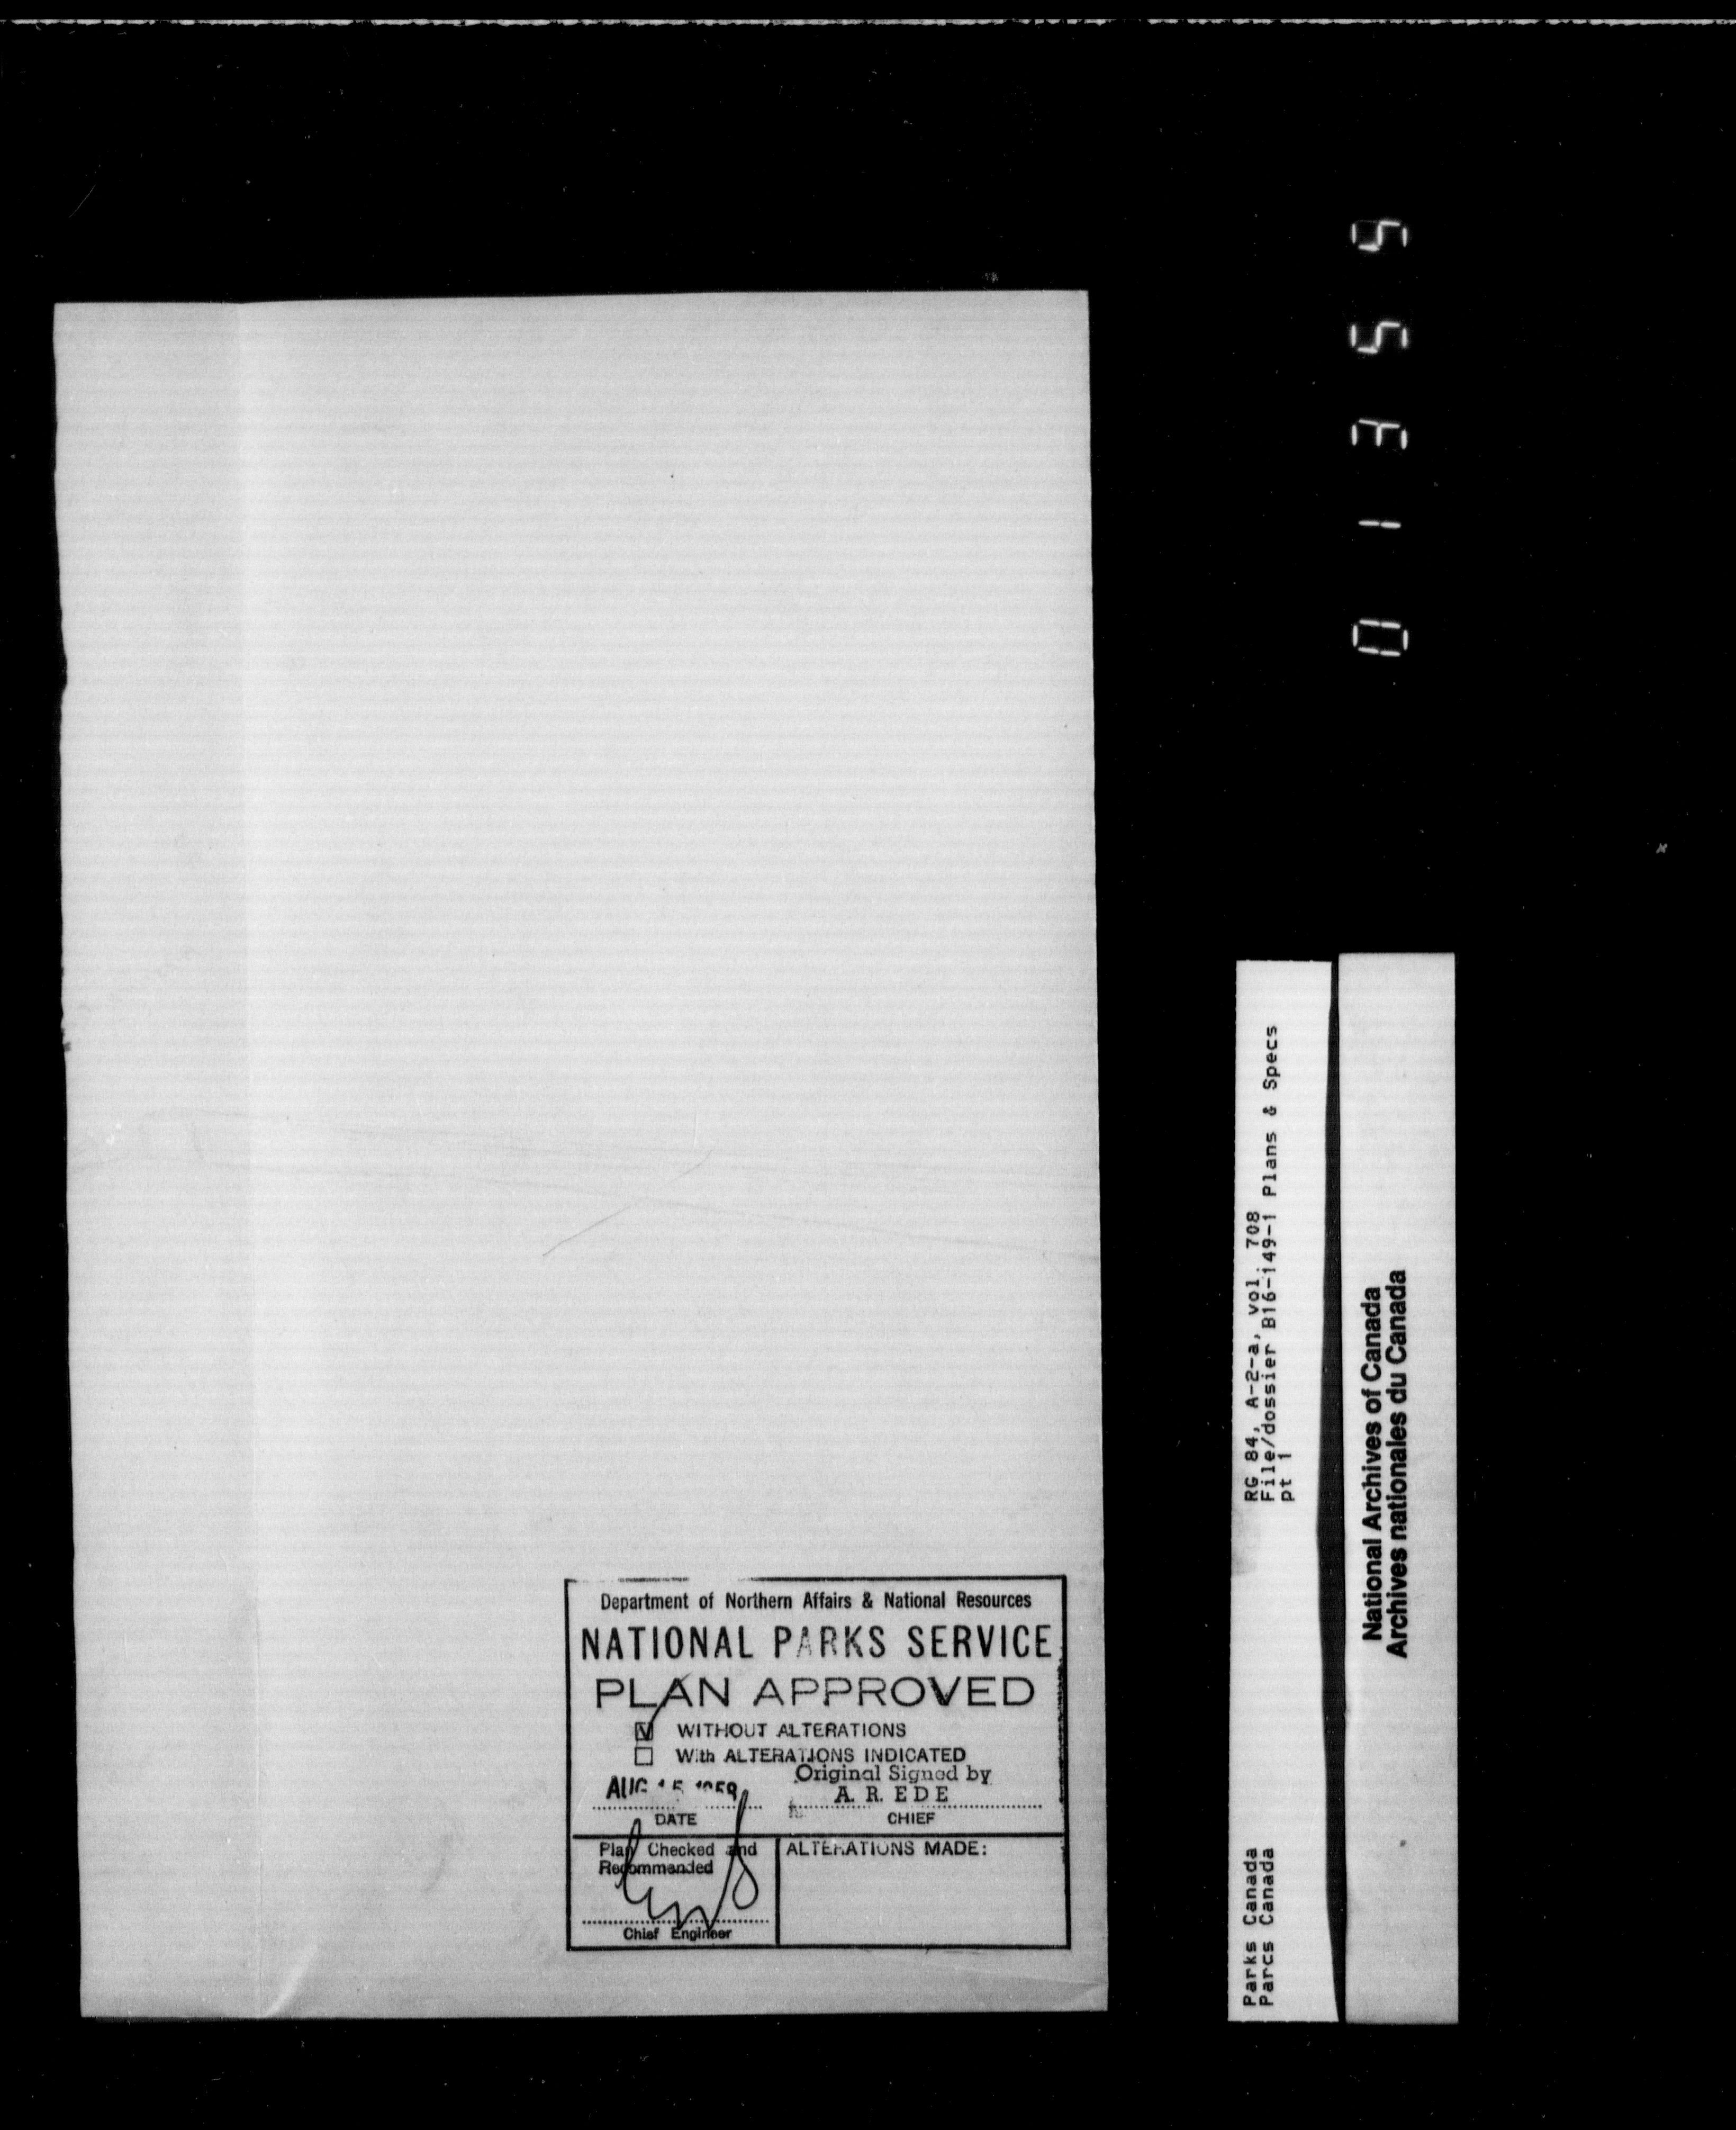 Department of Northern Affairs & National Resources
NATIONAL PARKS SERVICE
PLAN APPROVED
WITHOUT ALTERATIONS
With ALTERATIONS INDICATED
AUG 15
Original Signed by
A. R. EDE
DATE
CHIEF
Plan Checked and
Recommended
Chief Engineer
ALTERATIONS MADE:
01355
RG 84, A-2-a, vol. 708
File/dossier B16-149-1 Plans & Specs
pt 1
Parks Canada
Parcs Canada
National Archives of Canada
Archives nationales du Canada